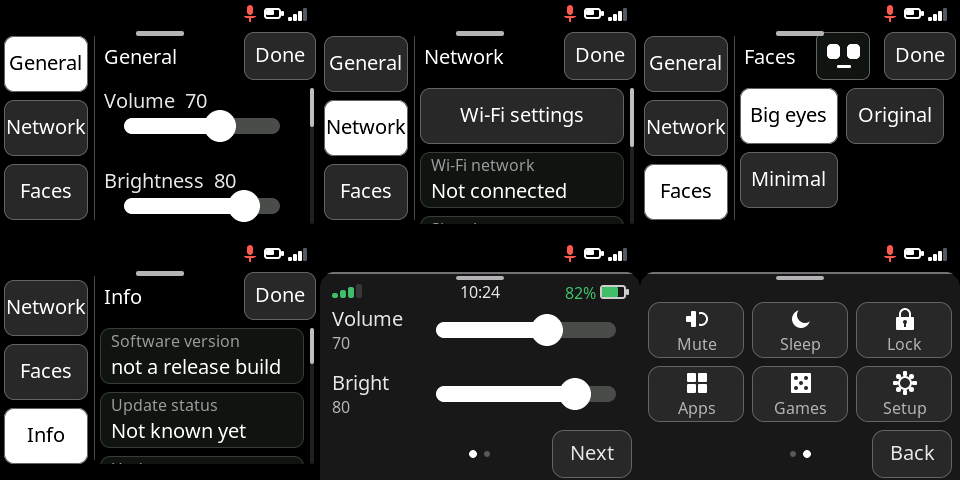 General
Network
Faces
General
Done
Volume 70
Brightness 80
General
Network
Faces
Network
Done
Wi-Fi settings
Wi-Fi network
Not connected
General
Network
Faces
Faces
Done
Big eyes
Original
Minimal
Network
Faces
Info
Info
Done
Software version
not a release build
Update status
Not known yet
10:24
82%
Volume
70
Bright
80
Next
Mute
Sleep
Lock
Apps
Games
Setup
Back